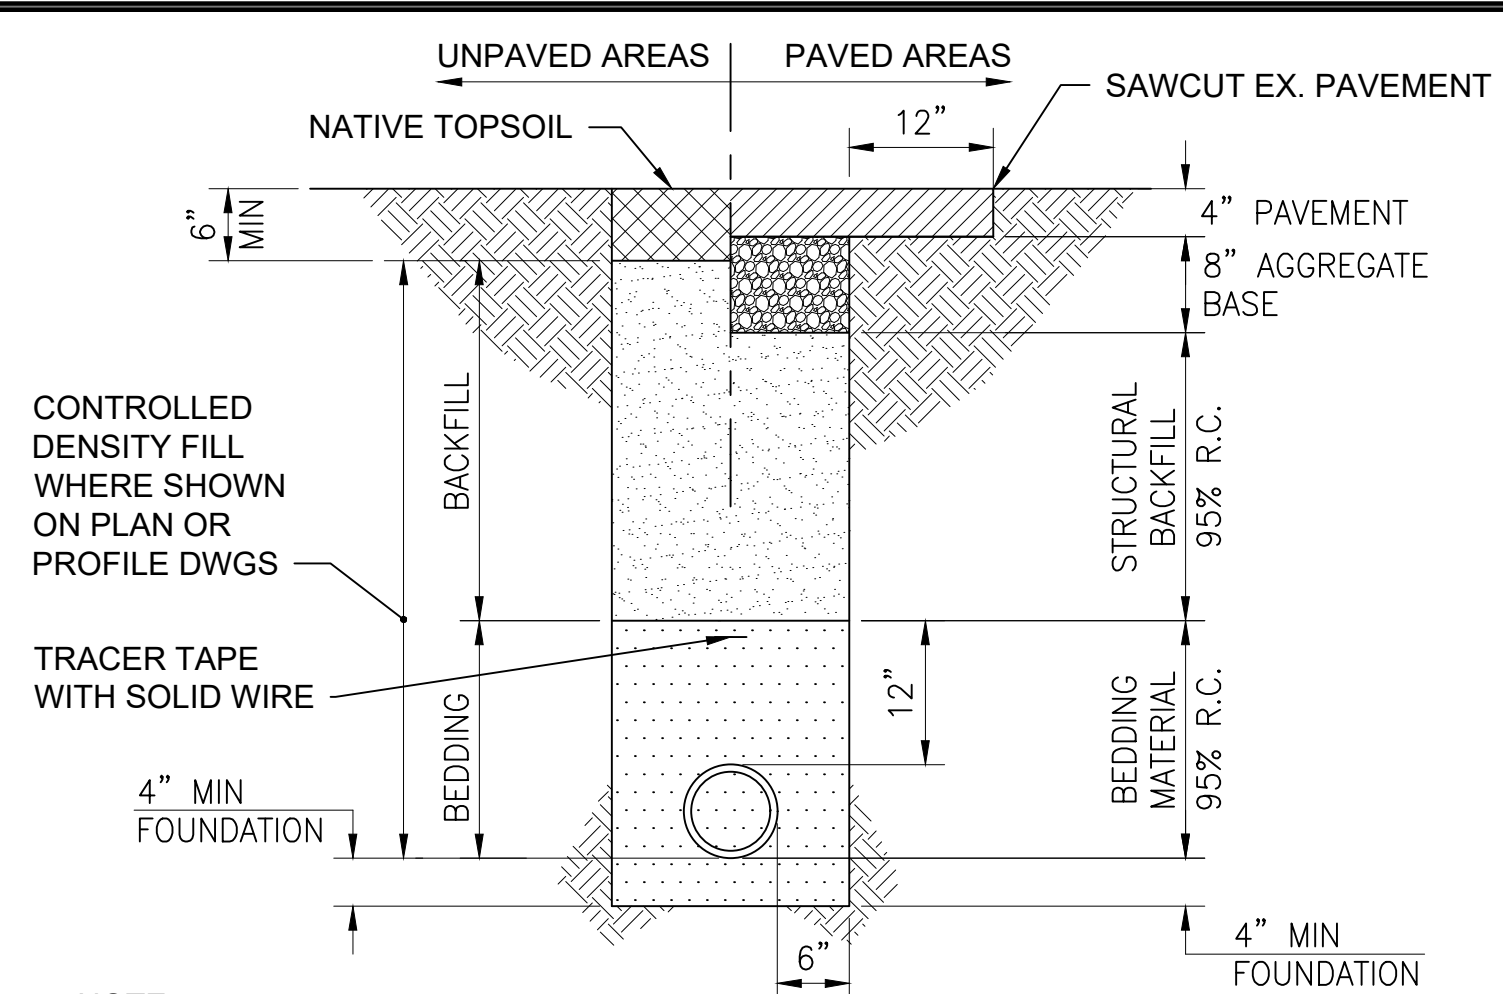 UNPAVED AREAS
PAVED AREAS
SAWCUT EX. PAVEMENT
NATIVE TOPSOIL
12”
6”
MIN
4” PAVEMENT
8” AGGREGATE
BASE
CONTROLLED
DENSITY FILL
WHERE SHOWN
ON PLAN OR
PROFILE DWGS
BACKFILL
STRUCTURAL
BACKFILL
95% R.C.
TRACER TAPE
WITH SOLID WIRE
BEDDING
12”
BEDDING
MATERIAL
95% R.C.
4” MIN
FOUNDATION
6”
4” MIN
FOUNDATION